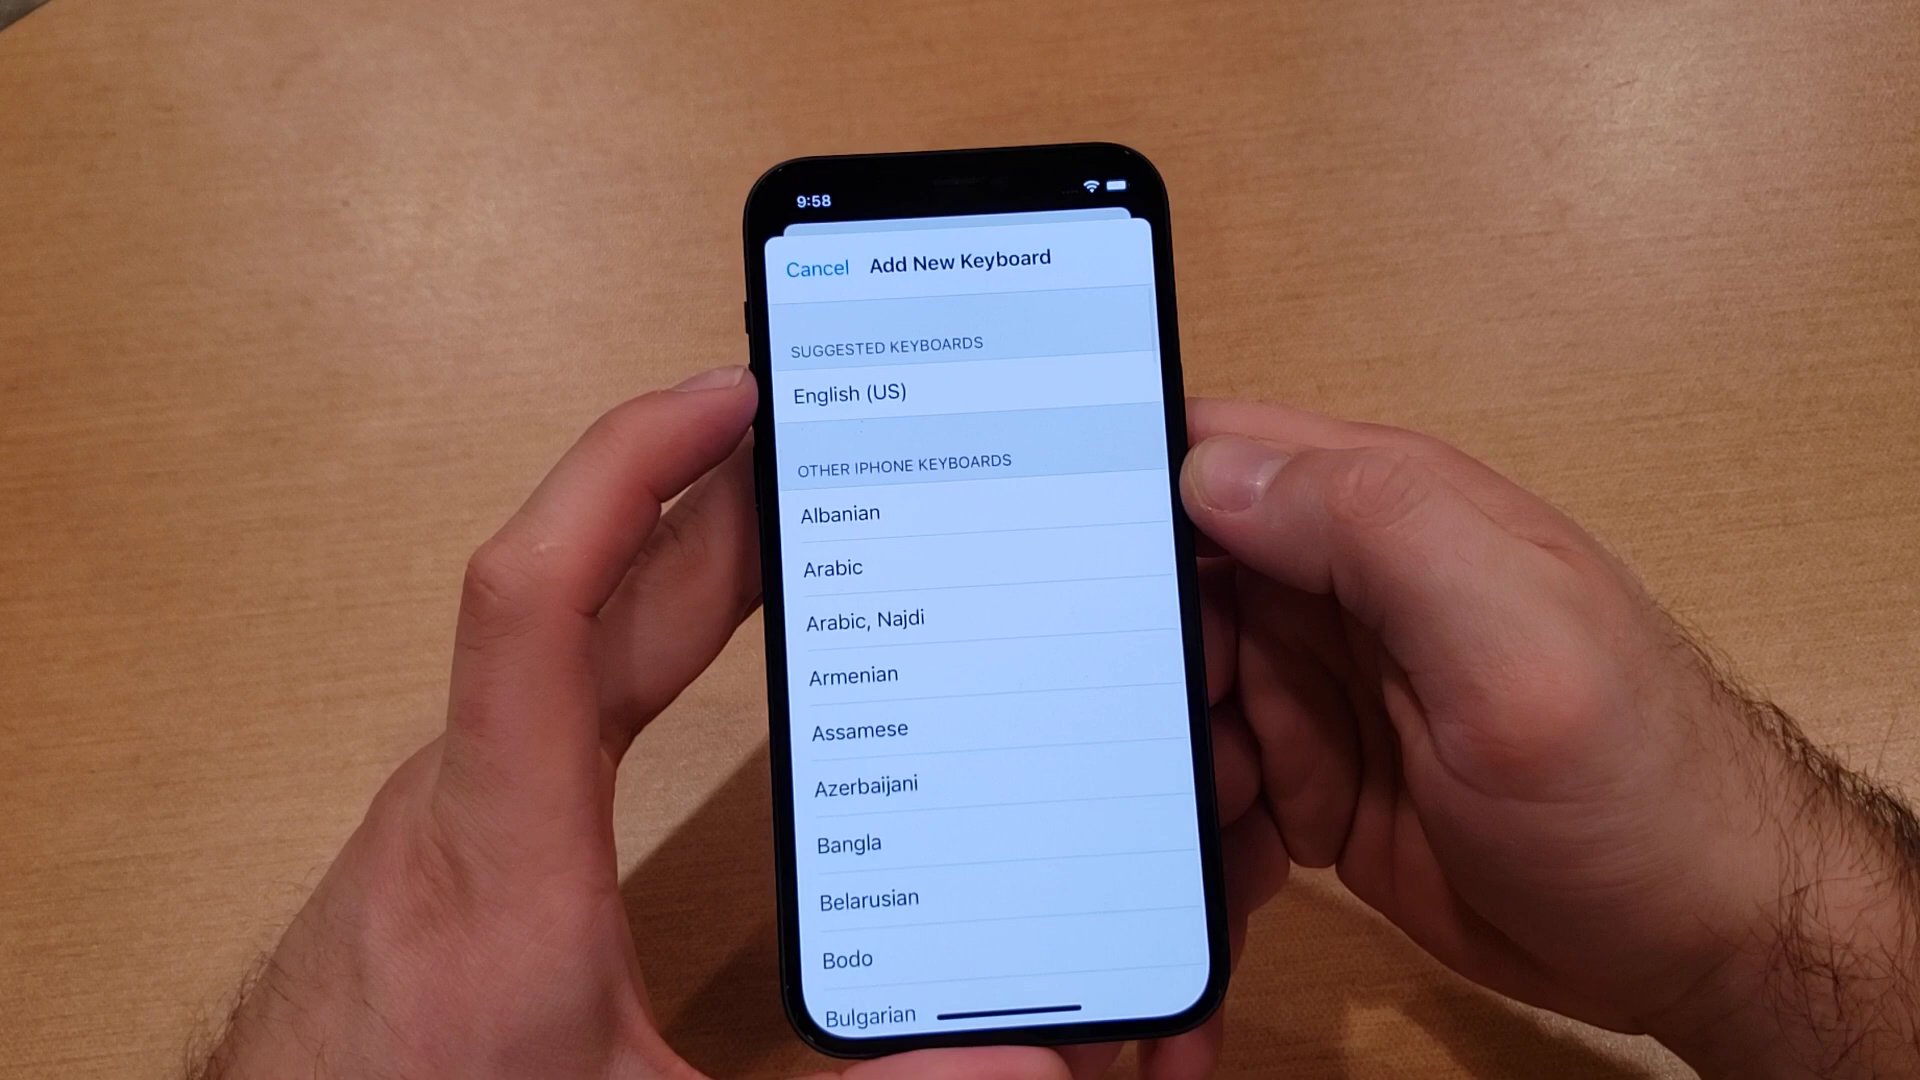 9:58
Cancel Add New Keyboard
SUGGESTED KEYBOARDS
English (US)
OTHER IPHONE KEYBOARDS
Albanian
Arabic
Arabic, Najdi
Armenian
Assamese
Azerbaijani
Bangla
Belarusian
Bodo
Bulgarian